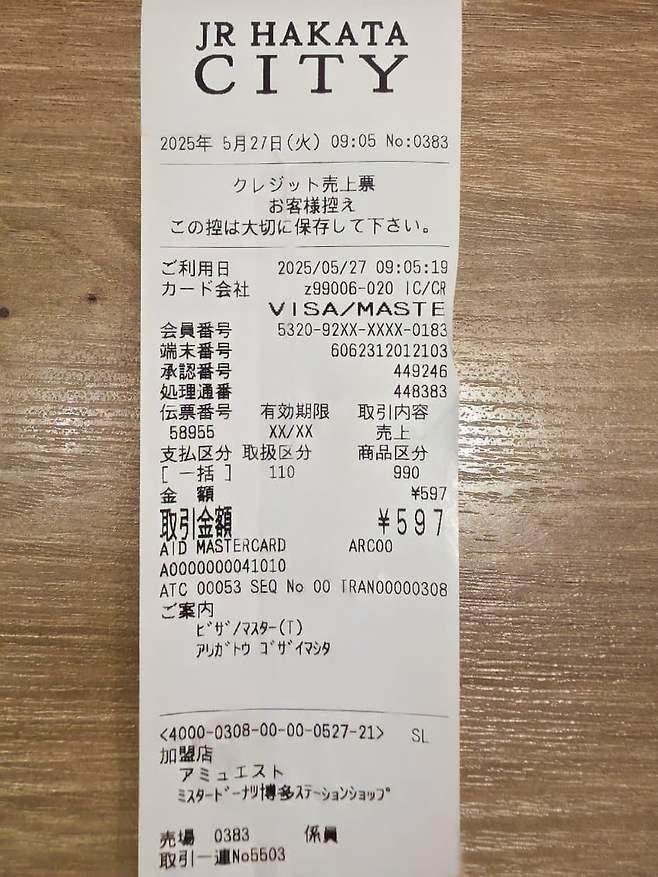 JR HAKATA
CITY
2025年 5月27日(火) 09:05 No:0383
クレジット売上票
お客様控え
この控は大切に保存して下さい。
ご利用日 2025/05/27 09:05:19
カード会社 z99006-020 IC/CR
VISA/MASTE
会員番号 5320-92XX-XXXX-0183
端末番号 6062312012103
承認番号 449246
処理通番 448383
伝票番号 有効期限 取引内容
58955 XX/XX 売上
支払区分 取扱区分 商品区分
[ 一括 ] 110 990
金 額 ¥597
取引金額 ¥597
AID MASTERCARD ARC00
A0000000041010
ATC 00053 SEQ No 00 TRAN00000308
ご案内
ビザ/マスター(T)
アリガトウ ゴザイマシタ
<4000-0308-00-00-0527-21> SL
加盟店
アミュエスト
ミスタードーナツ博多ステーションショップ
売場 0383 係員
取引一連No5503